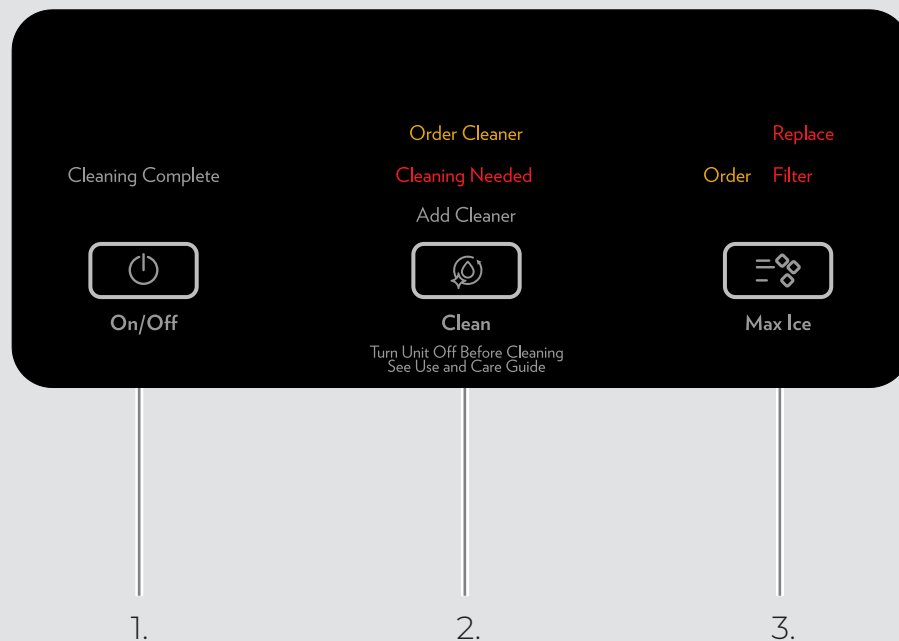 Order Cleaner
Replace
Cleaning Complete
Cleaning Needed
Order Filter
Add Cleaner
On/Off
Clean
Max Ice
Turn Unit Off Before Cleaning
See Use and Care Guide
1.
2.
3.